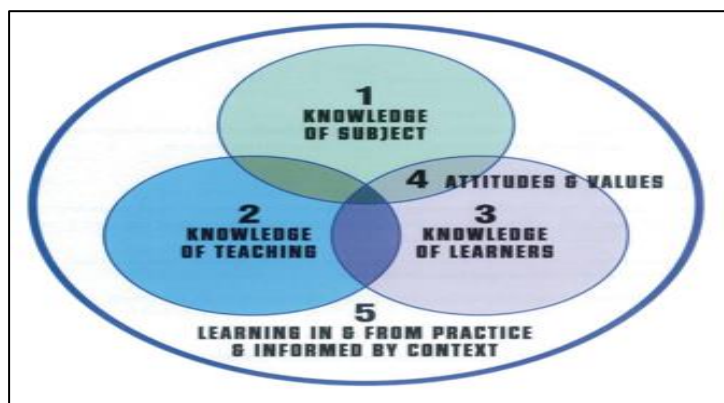 1
KNOWLEDGE
OF SUBJECT
4 ATTITUDES & VALUES
2
KNOWLEDGE
OF TEACHING
3
KNOWLEDGE
OF LEARNERS
5
LEARNING IN & FROM PRACTICE
& INFORMED BY CONTEXT